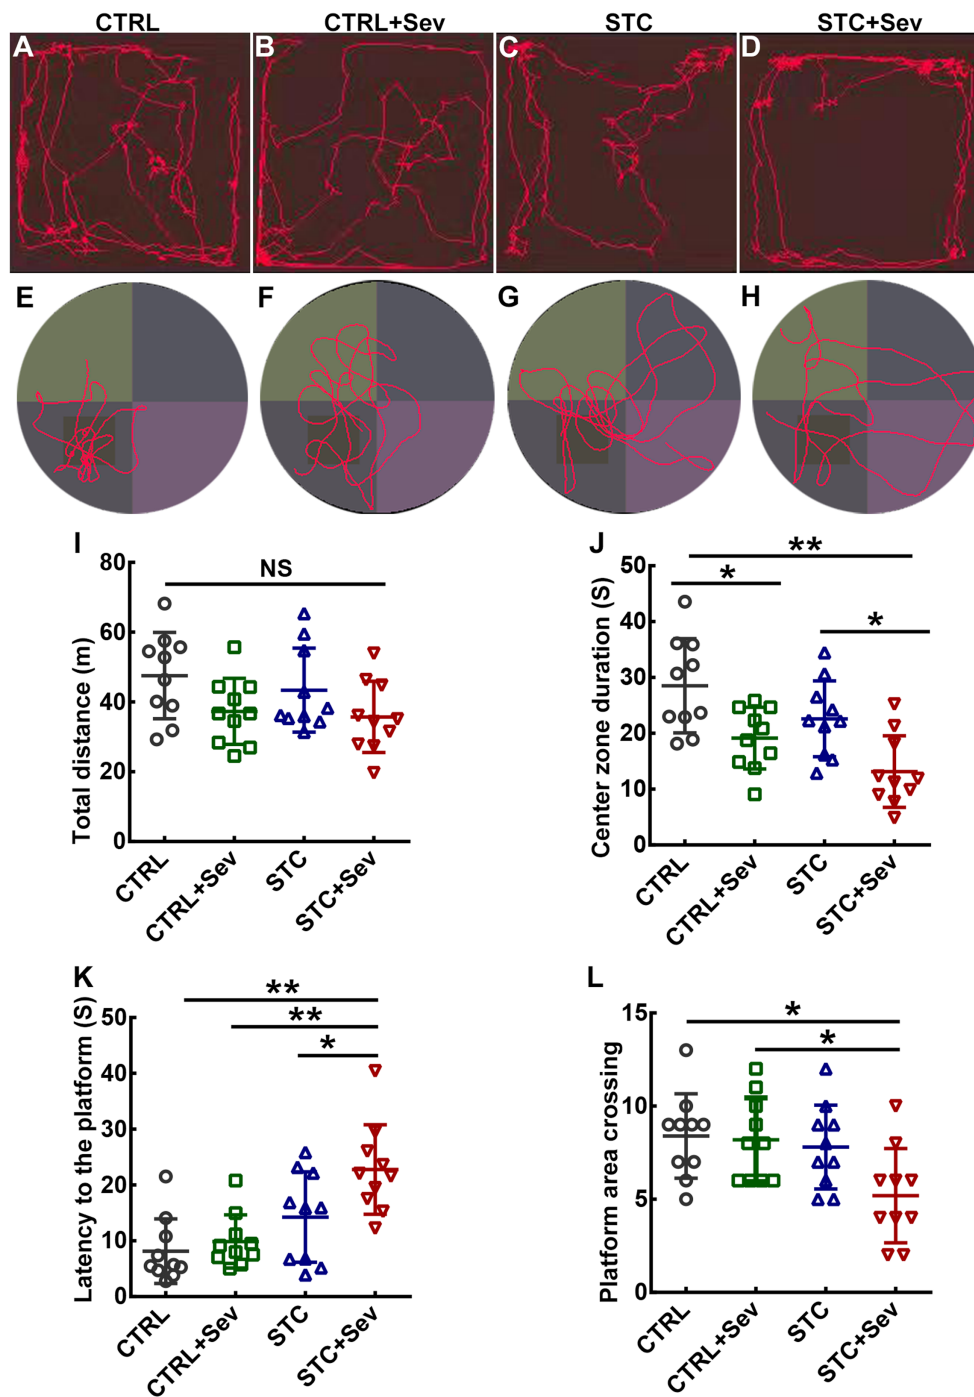 CTRL CTRL+Sev STC STC+Sev
A B C D
E F G H
I
Total distance (m)
80
60
40
20
0
NS
CTRL
CTRL+Sev
STC
STC+Sev
J
Center zone duration (S)
50
40
30
20
10
0
**
*
*
CTRL
CTRL+Sev
STC
STC+Sev
K
Latency to the platform (S)
50
40
30
20
10
0
**
**
*
CTRL
CTRL+Sev
STC
STC+Sev
L
Platform area crossing
15
10
5
0
*
*
CTRL
CTRL+Sev
STC
STC+Sev